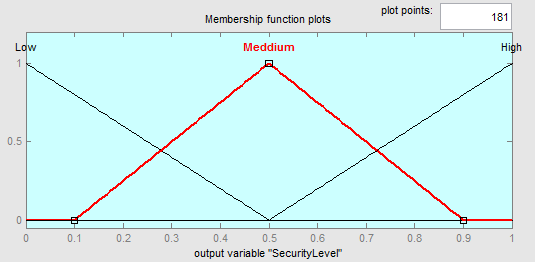 Membership function plots
plot points:
181
Low
Meddium
High
1
0.5
0
0 0.1 0.2 0.3 0.4 0.5 0.6 0.7 0.8 0.9 1
output variable "SecurityLevel"